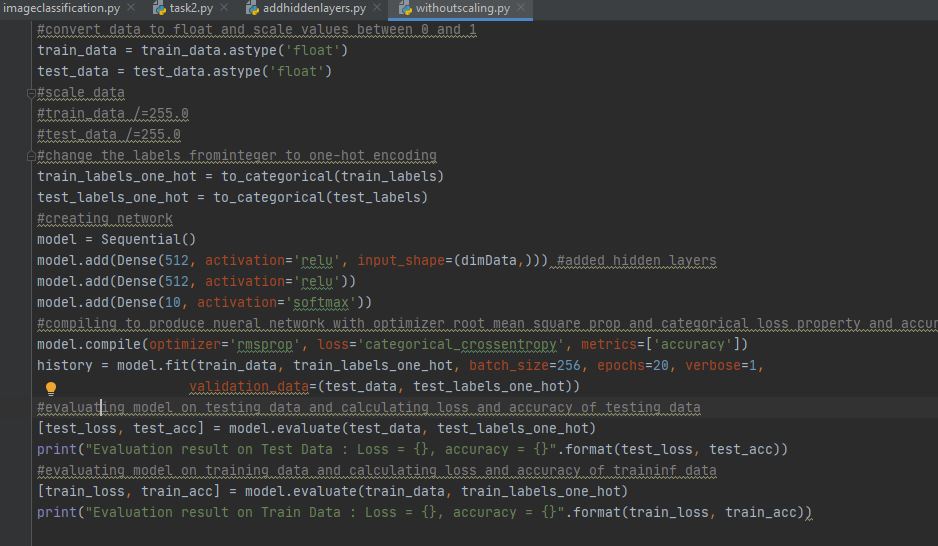 imageclassification.py × task2.py × addhiddenlayers.py × withoutscaling.py ×
#convert data to float and scale values between 0 and 1
train_data = train_data.astype('float')
test_data = test_data.astype('float')
#scale data
#train_data /=255.0
#test_data /=255.0
#change the labels frominteger to one-hot encoding
train_labels_one_hot = to_categorical(train_labels)
test_labels_one_hot = to_categorical(test_labels)
#creating network
model = Sequential()
model.add(Dense(512, activation='relu', input_shape=(dimData,))) #added hidden layers
model.add(Dense(512, activation='relu'))
model.add(Dense(10, activation='softmax'))
#compiling to produce nueral network with optimizer root mean square prop and categorical loss property and accur
model.compile(optimizer='rmsprop', loss='categorical_crossentropy', metrics=['accuracy'])
history = model.fit(train_data, train_labels_one_hot, batch_size=256, epochs=20, verbose=1,
validation_data=(test_data, test_labels_one_hot))
#evaluating model on testing data and calculating loss and accuracy of testing data
[test_loss, test_acc] = model.evaluate(test_data, test_labels_one_hot)
print("Evaluation result on Test Data : Loss = {}, accuracy = {}".format(test_loss, test_acc))
#evaluating model on training data and calculating loss and accuracy of traininf data
[train_loss, train_acc] = model.evaluate(train_data, train_labels_one_hot)
print("Evaluation result on Train Data : Loss = {}, accuracy = {}".format(train_loss, train_acc))